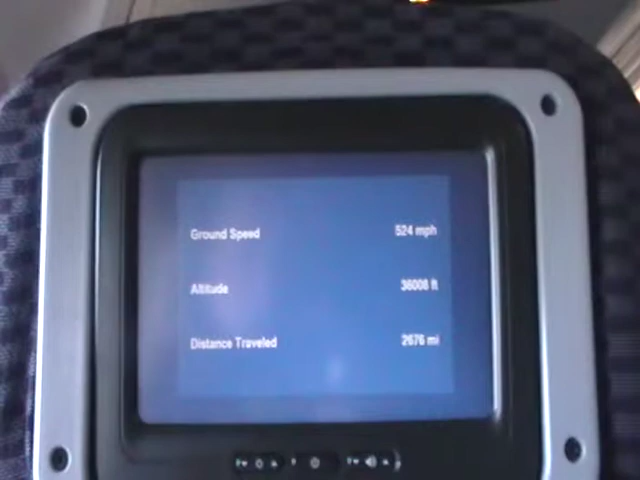 Ground Speed 524 mph
Altitude 36008 ft
Distance Traveled 2676 mi